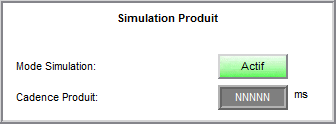 Simulation Produit
Mode Simulation: Actif
Cadence Produit: NNNNN ms